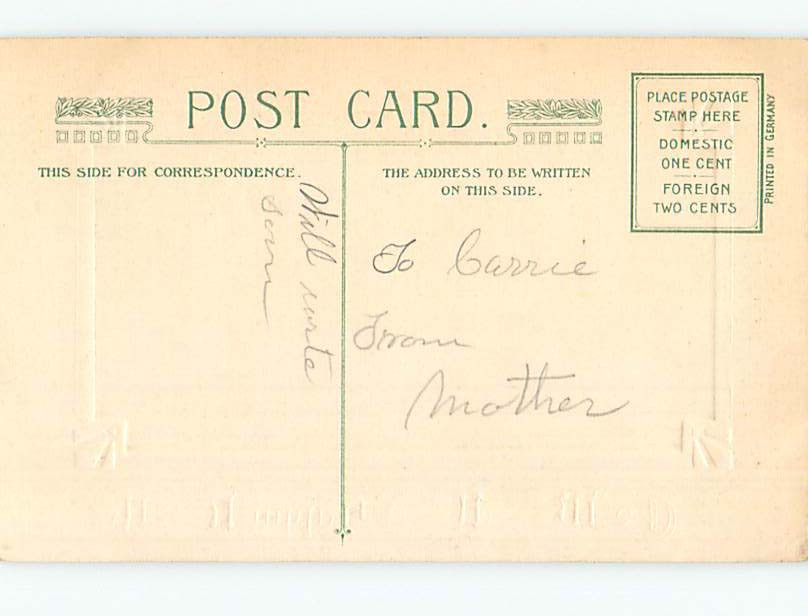 POST CARD.
THIS SIDE FOR CORRESPONDENCE.
THE ADDRESS TO BE WRITTEN
ON THIS SIDE.
PLACE POSTAGE
STAMP HERE
DOMESTIC
ONE CENT
FOREIGN
TWO CENTS
PRINTED IN GERMANY
Will write
soon
To Carrie
From
Mother